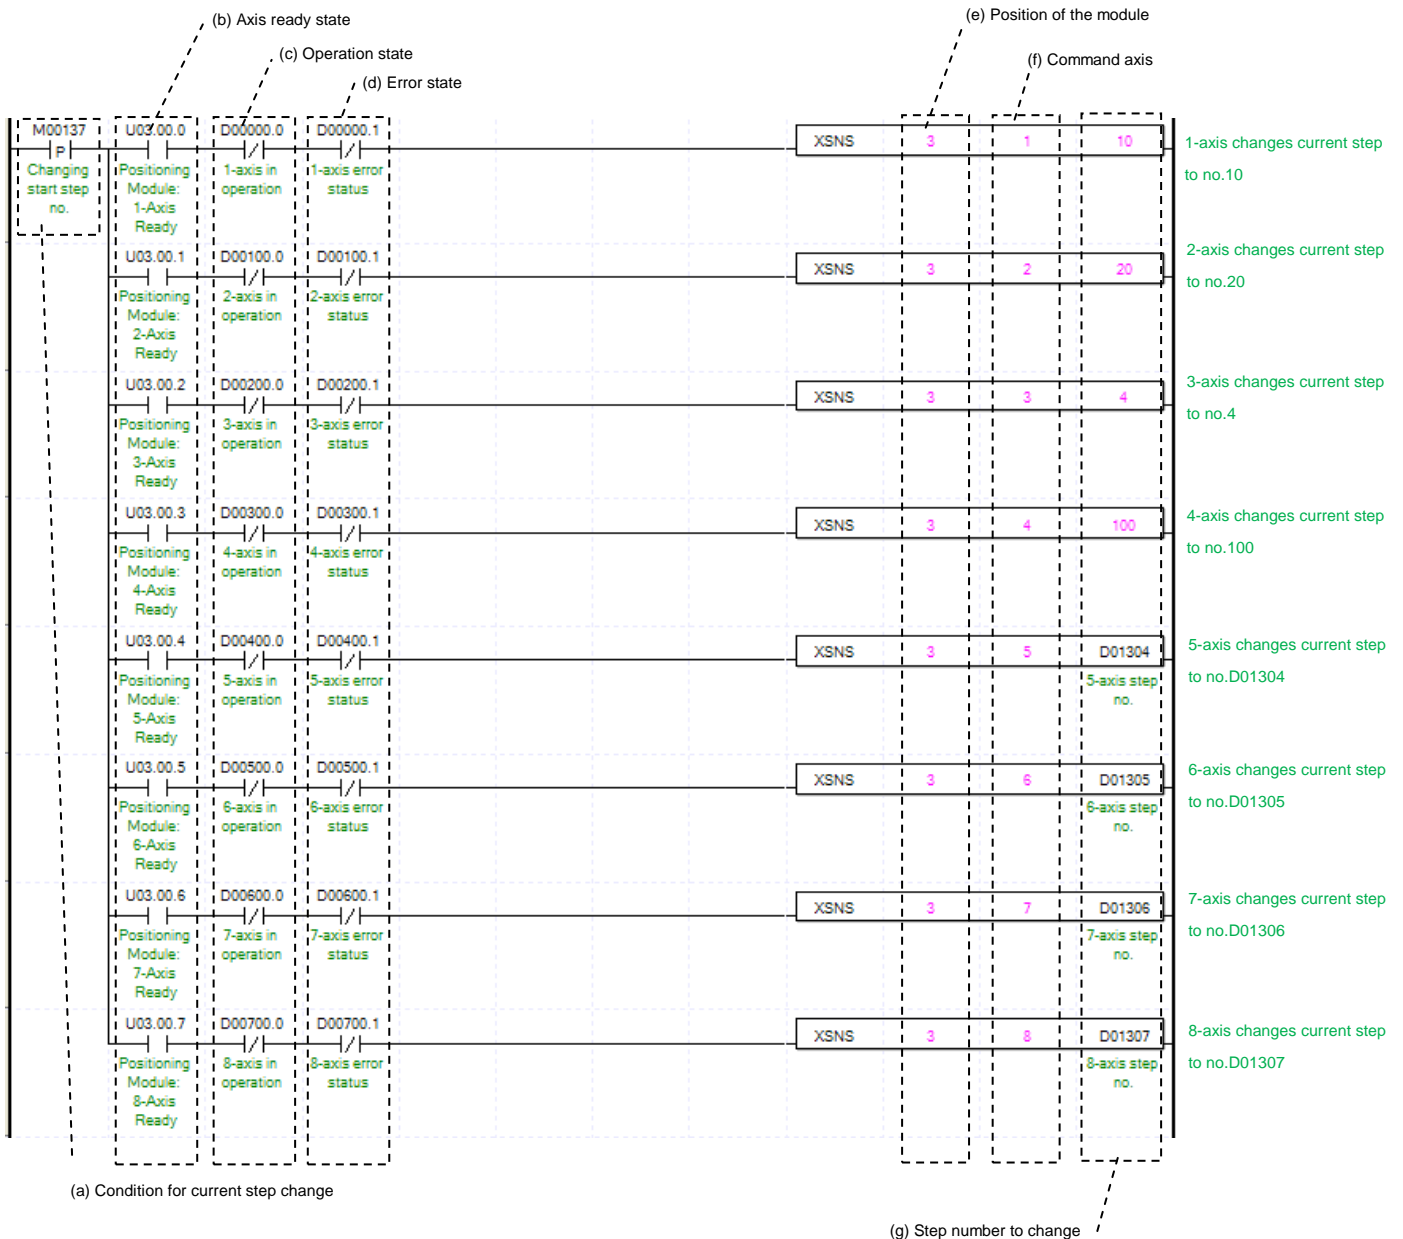 (b) Axis ready state
(e) Position of the module
(c) Operation state
(f) Command axis
(d) Error state
M00137 U03.00.0 D00000.0 D00000.1
P
XSNS 3 1 10
Changing start step no.
Positioning Module: 1-Axis Ready
1-axis in operation
1-axis error status
1-axis changes current step
to no.10
U03.00.1 D00100.0 D00100.1
XSNS 3 2 20
Positioning Module: 2-Axis Ready
2-axis in operation
2-axis error status
2-axis changes current step
to no.20
U03.00.2 D00200.0 D00200.1
XSNS 3 3 4
Positioning Module: 3-Axis Ready
3-axis in operation
3-axis error status
3-axis changes current step
to no.4
U03.00.3 D00300.0 D00300.1
XSNS 3 4 100
Positioning Module: 4-Axis Ready
4-axis in operation
4-axis error status
4-axis changes current step
to no.100
U03.00.4 D00400.0 D00400.1
XSNS 3 5 D01304
Positioning Module: 5-Axis Ready
5-axis in operation
5-axis error status
5-axis step no.
5-axis changes current step
to no.D01304
U03.00.5 D00500.0 D00500.1
XSNS 3 6 D01305
Positioning Module: 6-Axis Ready
6-axis in operation
6-axis error status
6-axis step no.
6-axis changes current step
to no.D01305
U03.00.6 D00600.0 D00600.1
XSNS 3 7 D01306
Positioning Module: 7-Axis Ready
7-axis in operation
7-axis error status
7-axis step no.
7-axis changes current step
to no.D01306
U03.00.7 D00700.0 D00700.1
XSNS 3 8 D01307
Positioning Module: 8-Axis Ready
8-axis in operation
8-axis error status
8-axis step no.
8-axis changes current step
to no.D01307
(a) Condition for current step change
(g) Step number to change